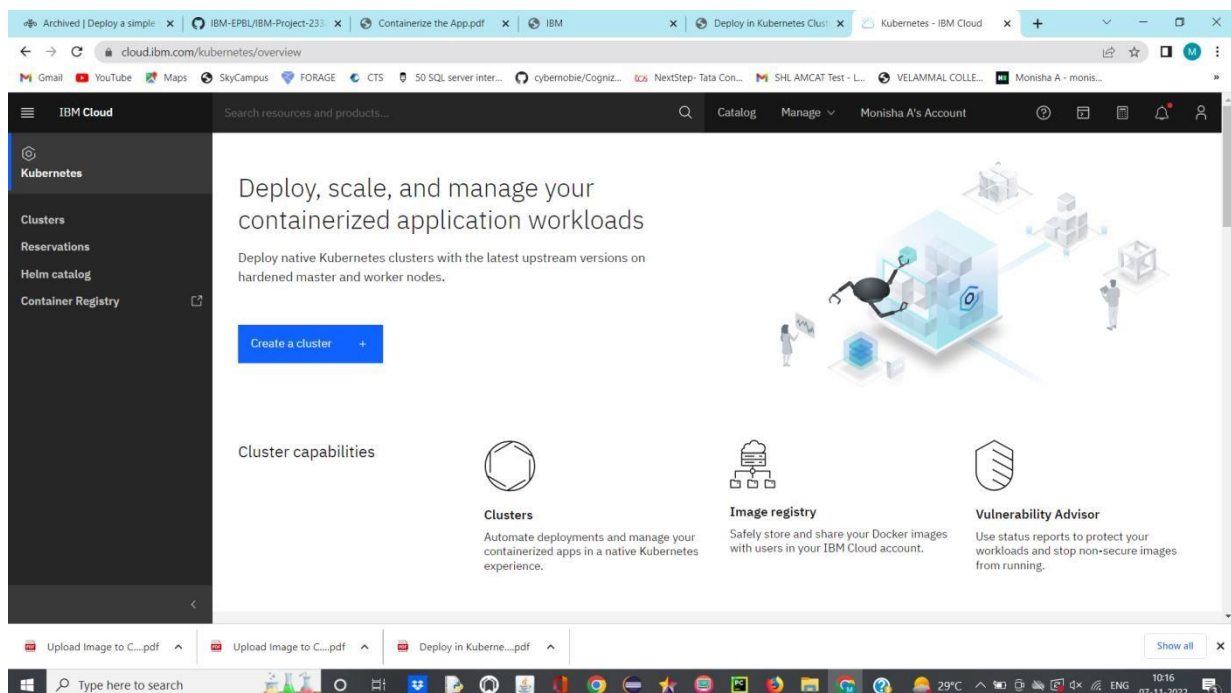 Archived | Deploy a simple
IBM-EPBL/IBM-Project-233
Containerize the App.pdf
IBM
Deploy in Kubernetes Clust
Kubernetes - IBM Cloud
cloud.ibm.com/kubernetes/overview
M
Gmail
YouTube
Maps
SkyCampus
FORAGE
CTS
50 SQL server inter...
cybernobie/Cogniz...
NextStep- Tata Con...
SHL AMCAT Test - L...
VELAMMAL COLLE...
Monisha A - monis...
IBM Cloud
Search resources and products...
Catalog
Manage
Monisha A's Account
Kubernetes
Clusters
Reservations
Helm catalog
Container Registry
Deploy, scale, and manage your
containerized application workloads
Deploy native Kubernetes clusters with the latest upstream versions on
hardened master and worker nodes.
Create a cluster +
Cluster capabilities
Clusters
Automate deployments and manage your
containerized apps in a native Kubernetes
experience.
Image registry
Safely store and share your Docker images
with users in your IBM Cloud account.
Vulnerability Advisor
Use status reports to protect your
workloads and stop non-secure images
from running.
Upload Image to C....pdf
Upload Image to C....pdf
Deploy in Kuberne....pdf
Show all
Type here to search
29°C
ENG
10:16
07-11-2022